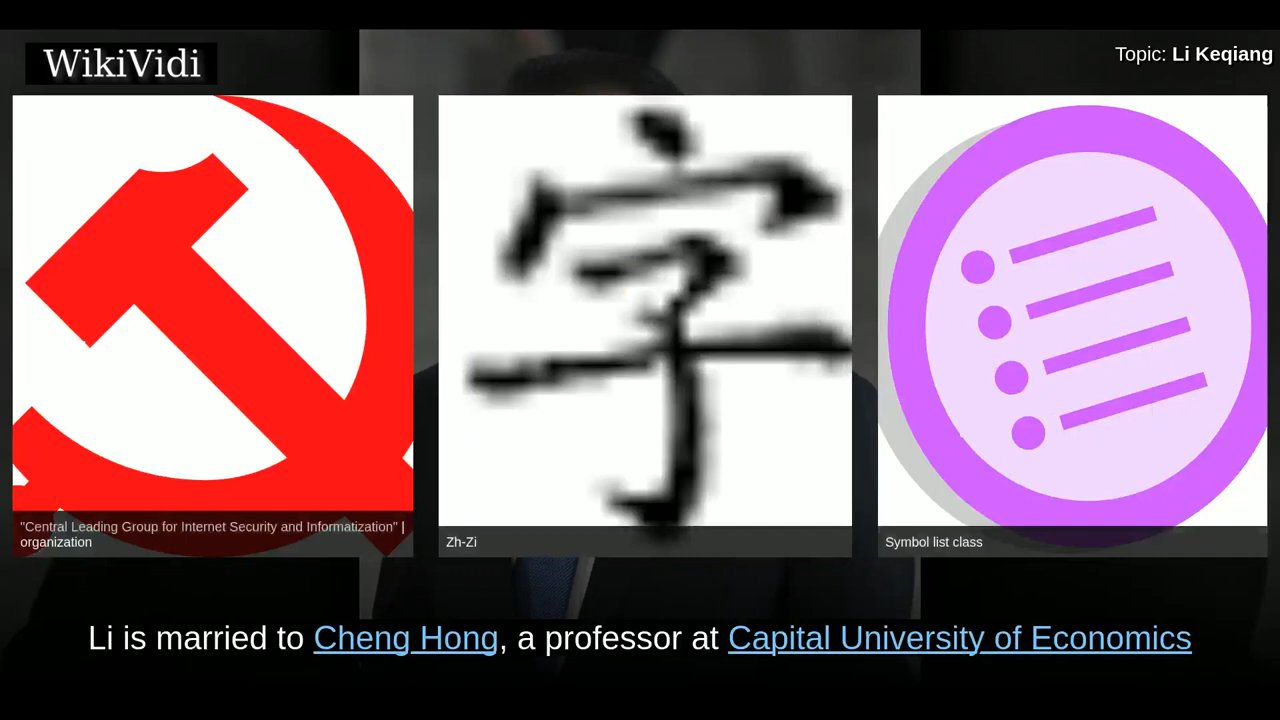 WikiVidi
Topic: Li Keqiang
字
"Central Leading Group for Internet Security and Informatization" |
organization
Zh-Zi
Symbol list class
Li is married to Cheng Hong, a professor at Capital University of Economics